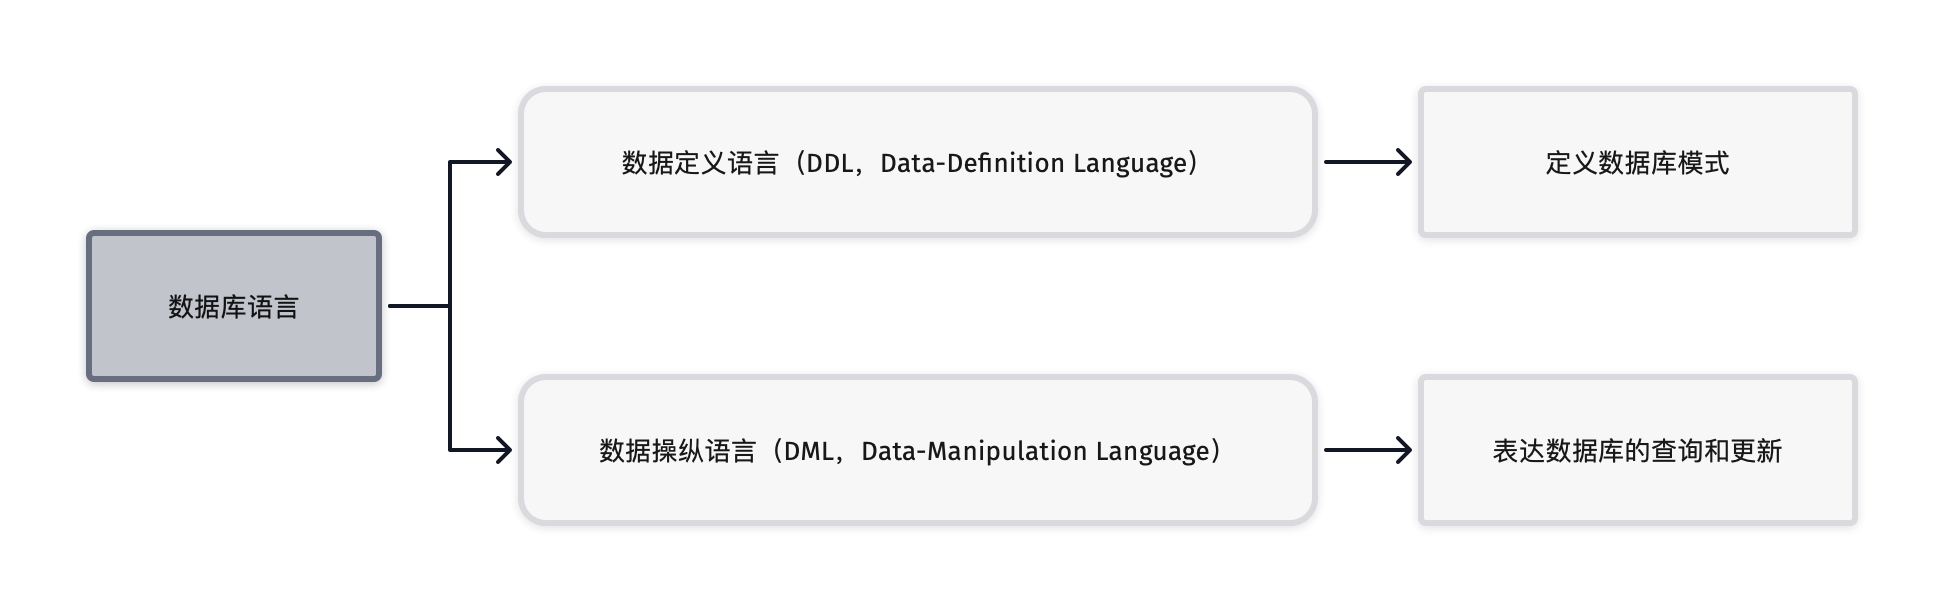 数据库语言
数据定义语言（DDL，Data-Definition Language）
定义数据库模式
数据操纵语言（DML，Data-Manipulation Language）
表达数据库的查询和更新